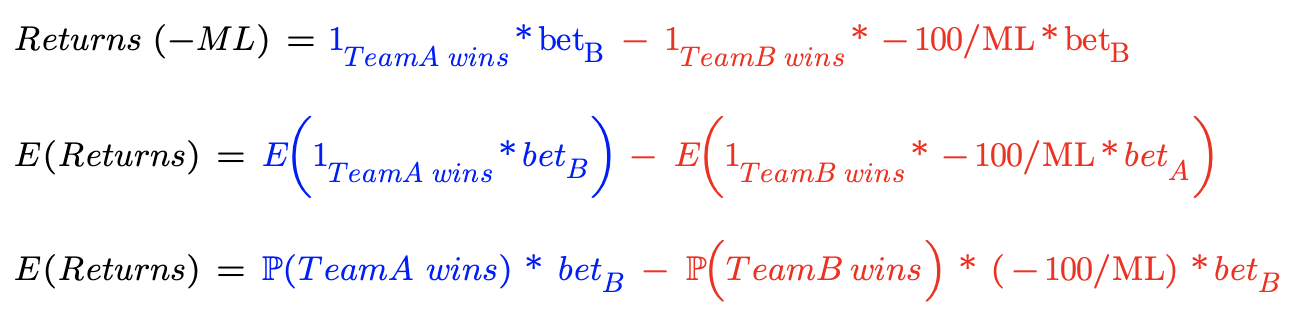 Returns (−ML) = 1_{TeamA wins} * bet_B − 1_{TeamB wins} * −100/ML * bet_B
E(Returns) = E(1_{TeamA wins} * bet_B) − E(1_{TeamB wins} * −100/ML * bet_A)
E(Returns) = ℙ(TeamA wins) * bet_B − ℙ(TeamB wins) * (−100/ML) * bet_B